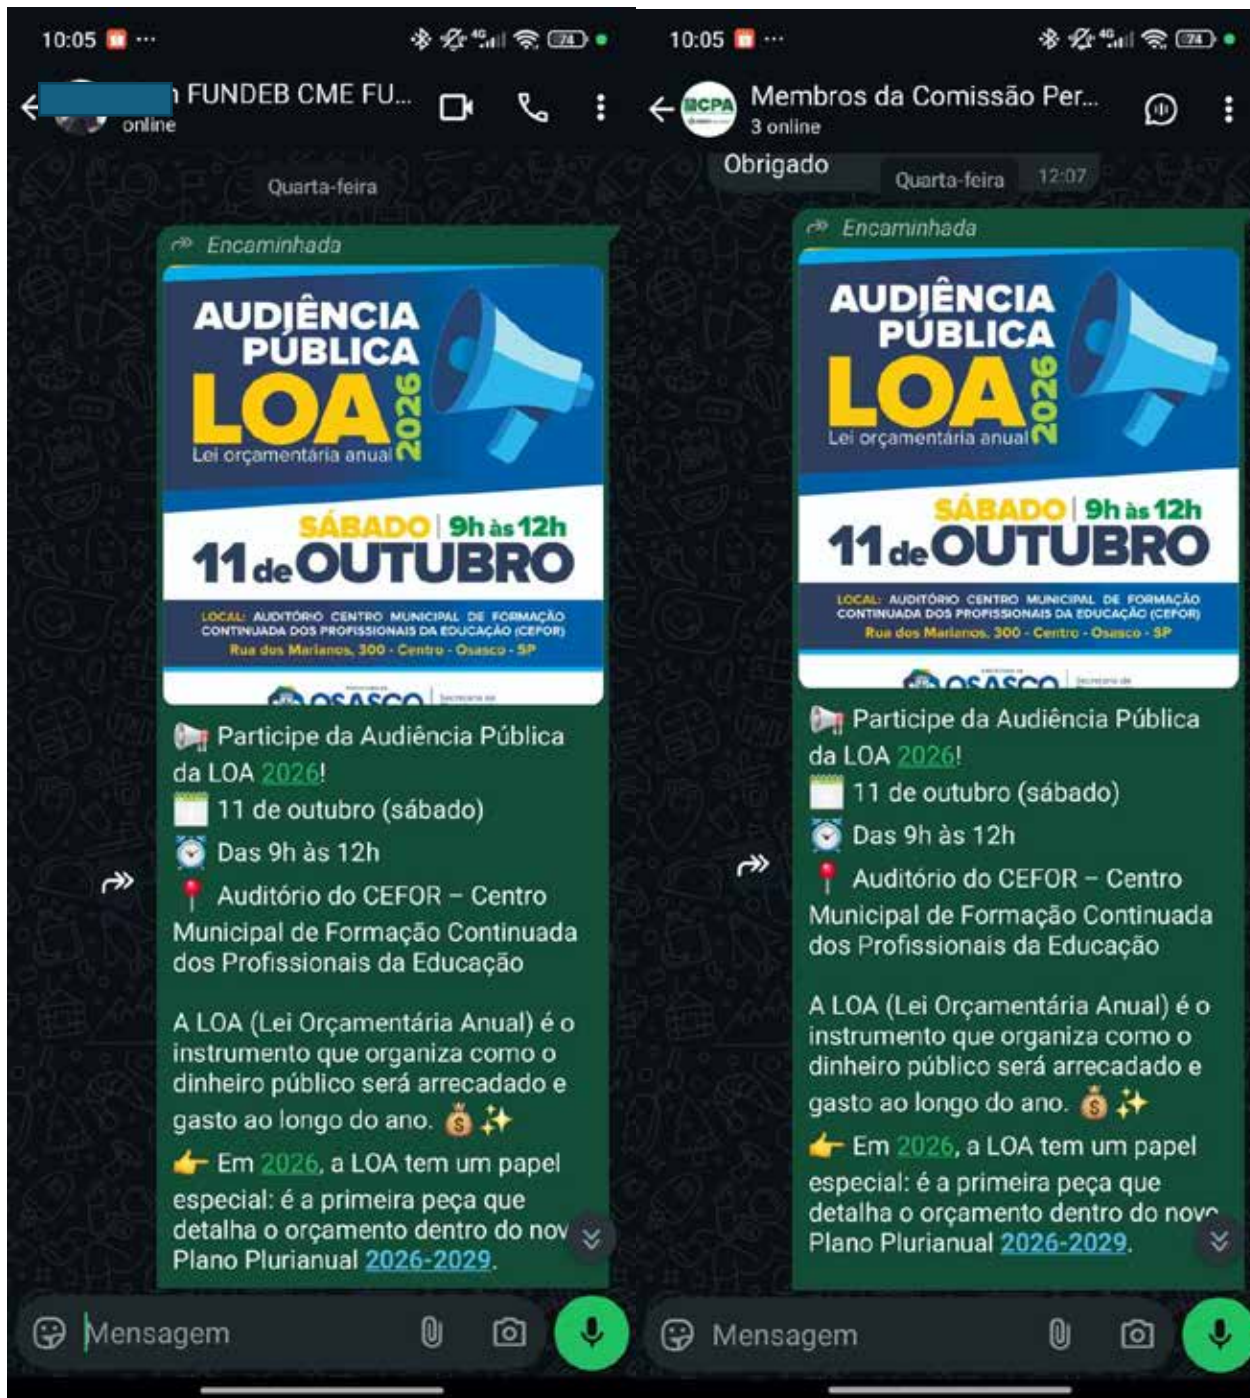 10:05
FUNDEB CME FU...
online
Quarta-feira
Encaminhada
AUDIÊNCIA
PÚBLICA
LOA 2026
Lei orçamentária anual
SÁBADO | 9h às 12h
11 de OUTUBRO
LOCAL: AUDITÓRIO CENTRO MUNICIPAL DE FORMAÇÃO
CONTINUADA DOS PROFISSIONAIS DA EDUCAÇÃO (CEFOR)
Rua dos Marianos, 300 - Centro - Osasco - SP
OSASCO
Secretaria de
📢 Participe da Audiência Pública
da LOA 2026!
11 de outubro (sábado)
⏰ Das 9h às 12h
📍 Auditório do CEFOR – Centro
Municipal de Formação Continuada
dos Profissionais da Educação
A LOA (Lei Orçamentária Anual) é o
instrumento que organiza como o
dinheiro público será arrecadado e
gasto ao longo do ano. 💰✨
👉 Em 2026, a LOA tem um papel
especial: é a primeira peça que
detalha o orçamento dentro do nov
Plano Plurianual 2026-2029.
Mensagem
4G 74
10:05
4G 74
Membros da Comissão Per...
CPA
3 online
Obrigado
Quarta-feira 12:07
Encaminhada
AUDIÊNCIA
PÚBLICA
LOA 2026
Lei orçamentária anual
SÁBADO | 9h às 12h
11 de OUTUBRO
LOCAL: AUDITÓRIO CENTRO MUNICIPAL DE FORMAÇÃO
CONTINUADA DOS PROFISSIONAIS DA EDUCAÇÃO (CEFOR)
Rua dos Marianos, 300 - Centro - Osasco - SP
OSASCO
Secretaria de
📢 Participe da Audiência Pública
da LOA 2026!
11 de outubro (sábado)
⏰ Das 9h às 12h
📍 Auditório do CEFOR – Centro
Municipal de Formação Continuada
dos Profissionais da Educação
A LOA (Lei Orçamentária Anual) é o
instrumento que organiza como o
dinheiro público será arrecadado e
gasto ao longo do ano. 💰✨
👉 Em 2026, a LOA tem um papel
especial: é a primeira peça que
detalha o orçamento dentro do novo
Plano Plurianual 2026-2029.
Mensagem